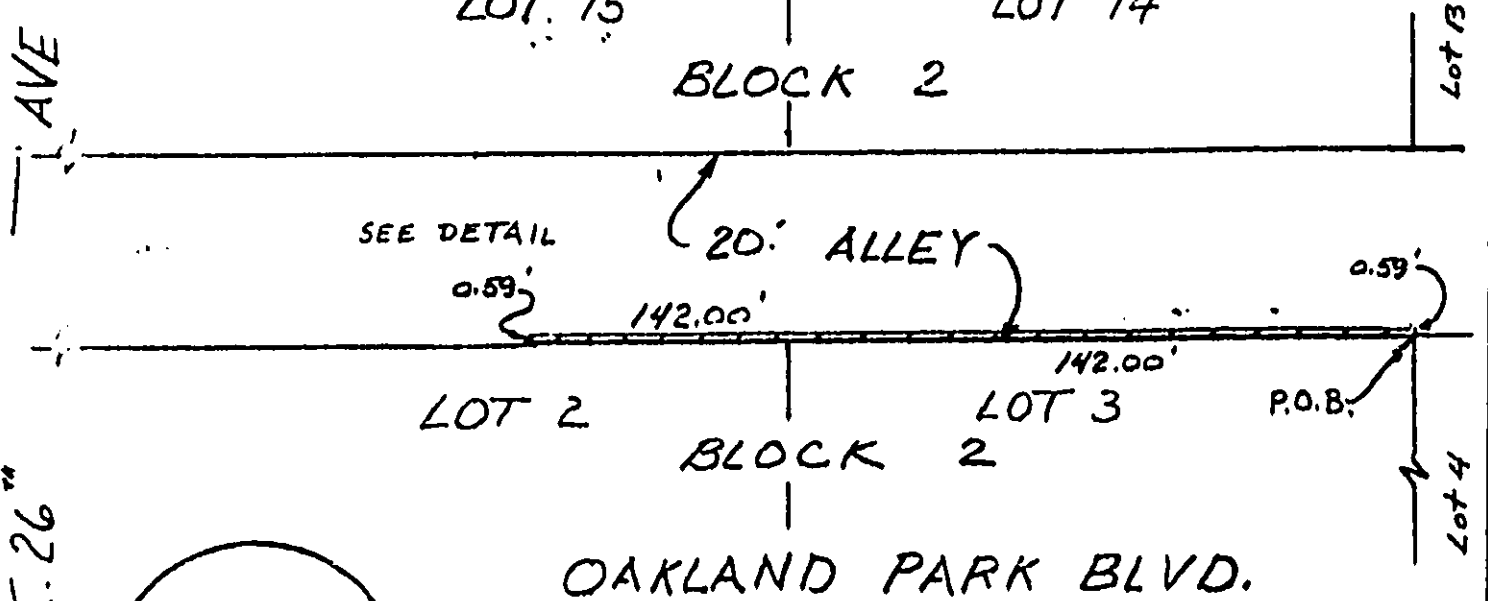 LOT. 15
LOT 14
Lot 13
BLOCK 2
AVE
SEE DETAIL
20.' ALLEY
0.59'
0.59'
142.00'
142.00'
LOT 2
LOT 3
P.O.B.
BLOCK 2
Lot 4
26TH
OAKLAND PARK BLVD.